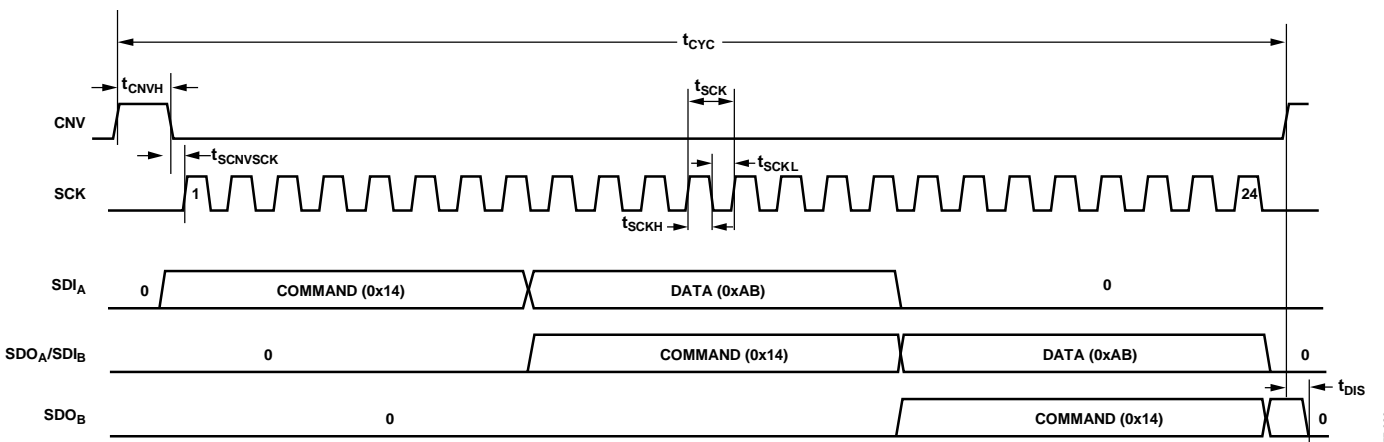 tCYC
tCNVH
tSCK
CNV
tSCNVSCK
tSCKL
SCK
1
24
tSCKH
SDIA
0
COMMAND (0x14)
DATA (0xAB)
0
SDOA/SDIB
0
COMMAND (0x14)
DATA (0xAB)
0
tDIS
SDOB
0
COMMAND (0x14)
0